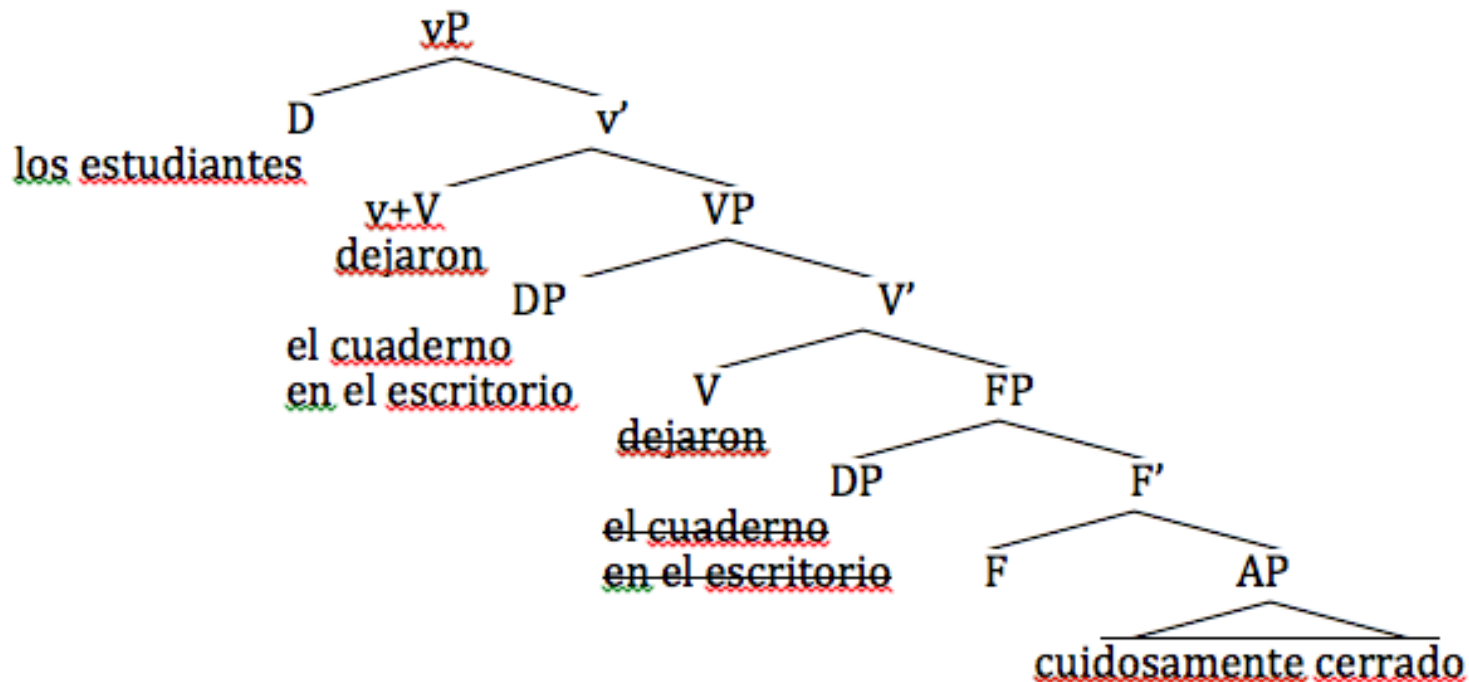 vP
D
v’
los estudiantes
v+V
VP
dejaron
DP
V’
el cuaderno
en el escritorio
V
FP
dejaron
DP
F’
el cuaderno
en el escritorio
F
AP
cuidosamente cerrado